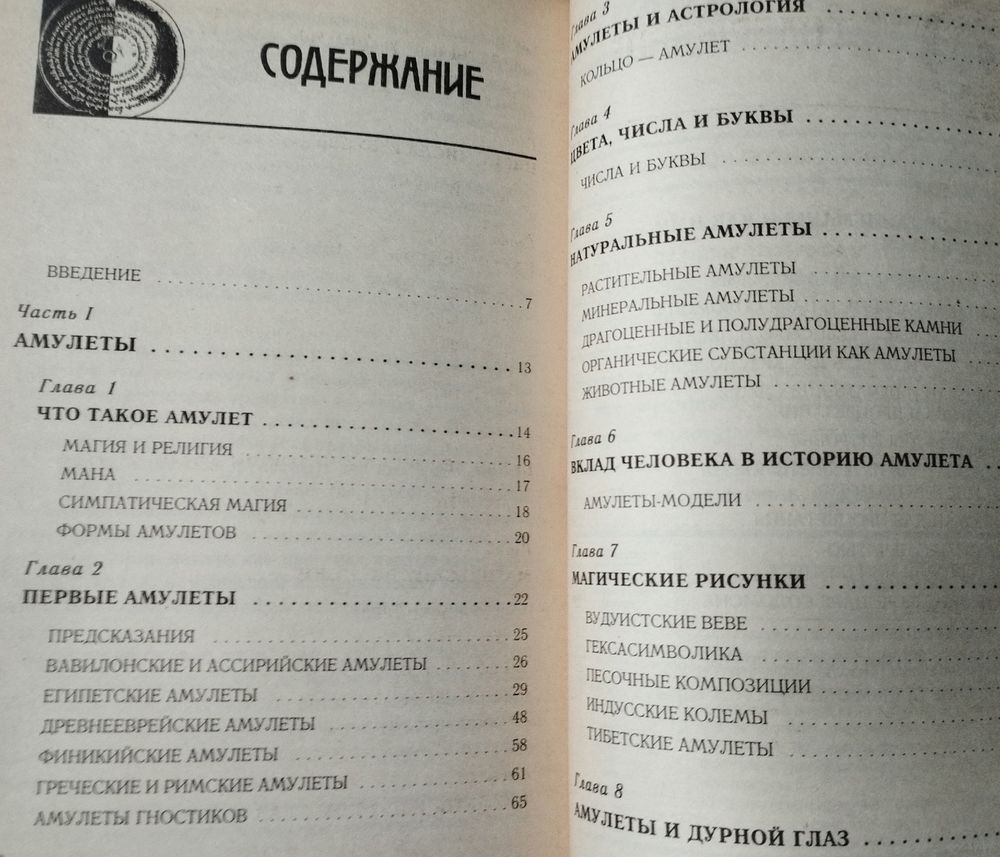 СОДЕРЖАНИЕ
ВВЕДЕНИЕ . . . . . . . . . . . . . . . . . . . . . . . . . . . . . . 7
Часть I
АМУЛЕТЫ . . . . . . . . . . . . . . . . . . . . . . . . . . . . . 13
Глава 1
ЧТО ТАКОЕ АМУЛЕТ . . . . . . . . . . . . . . . . . . . . 14
МАГИЯ И РЕЛИГИЯ . . . . . . . . . . . . . . . . . . . . . 16
МАНА . . . . . . . . . . . . . . . . . . . . . . . . . . . . . . . . 17
СИМПАТИЧЕСКАЯ МАГИЯ . . . . . . . . . . . . . . . . 18
ФОРМЫ АМУЛЕТОВ . . . . . . . . . . . . . . . . . . . . . 20
Глава 2
ПЕРВЫЕ АМУЛЕТЫ . . . . . . . . . . . . . . . . . . . . . 22
ПРЕДСКАЗАНИЯ . . . . . . . . . . . . . . . . . . . . . . . . 25
ВАВИЛОНСКИЕ И АССИРИЙСКИЕ АМУЛЕТЫ . . . . . . . 26
ЕГИПЕТСКИЕ АМУЛЕТЫ . . . . . . . . . . . . . . . . . . 29
ДРЕВНЕЕВРЕЙСКИЕ АМУЛЕТЫ . . . . . . . . . . . . . . 48
ФИНИКИЙСКИЕ АМУЛЕТЫ . . . . . . . . . . . . . . . . . 58
ГРЕЧЕСКИЕ И РИМСКИЕ АМУЛЕТЫ . . . . . . . . . . . . 61
АМУЛЕТЫ ГНОСТИКОВ . . . . . . . . . . . . . . . . . . . 65
Глава 3
АМУЛЕТЫ И АСТРОЛОГИЯ . . . . . . . . . . . .
КОЛЬЦО — АМУЛЕТ . . . . . . . . . . . . . . . .
Глава 4
ЦВЕТА, ЧИСЛА И БУКВЫ . . . . . . . . . . . .
ЧИСЛА И БУКВЫ . . . . . . . . . . . . . . . . . .
Глава 5
НАТУРАЛЬНЫЕ АМУЛЕТЫ . . . . . . . . . . . .
РАСТИТЕЛЬНЫЕ АМУЛЕТЫ . . . . . . . . . . . .
МИНЕРАЛЬНЫЕ АМУЛЕТЫ . . . . . . . . . . . . .
ДРАГОЦЕННЫЕ И ПОЛУДРАГОЦЕННЫЕ КАМНИ . . .
ОРГАНИЧЕСКИЕ СУБСТАНЦИИ КАК АМУЛЕТЫ . . .
ЖИВОТНЫЕ АМУЛЕТЫ . . . . . . . . . . . . . . .
Глава 6
ВКЛАД ЧЕЛОВЕКА В ИСТОРИЮ АМУЛЕТА . .
АМУЛЕТЫ-МОДЕЛИ . . . . . . . . . . . . . . . . .
Глава 7
МАГИЧЕСКИЕ РИСУНКИ . . . . . . . . . . . .
ВУДУИСТСКИЕ ВЕВЕ . . . . . . . . . . . . . . . .
ГЕКСАСИМВОЛИКА . . . . . . . . . . . . . . . . .
ПЕСОЧНЫЕ КОМПОЗИЦИИ . . . . . . . . . . . .
ИНДУССКИЕ КОЛЕМЫ . . . . . . . . . . . . . . .
ТИБЕТСКИЕ АМУЛЕТЫ . . . . . . . . . . . . . . .
Глава 8
АМУЛЕТЫ И ДУРНОЙ ГЛАЗ . . . . . . . . . .